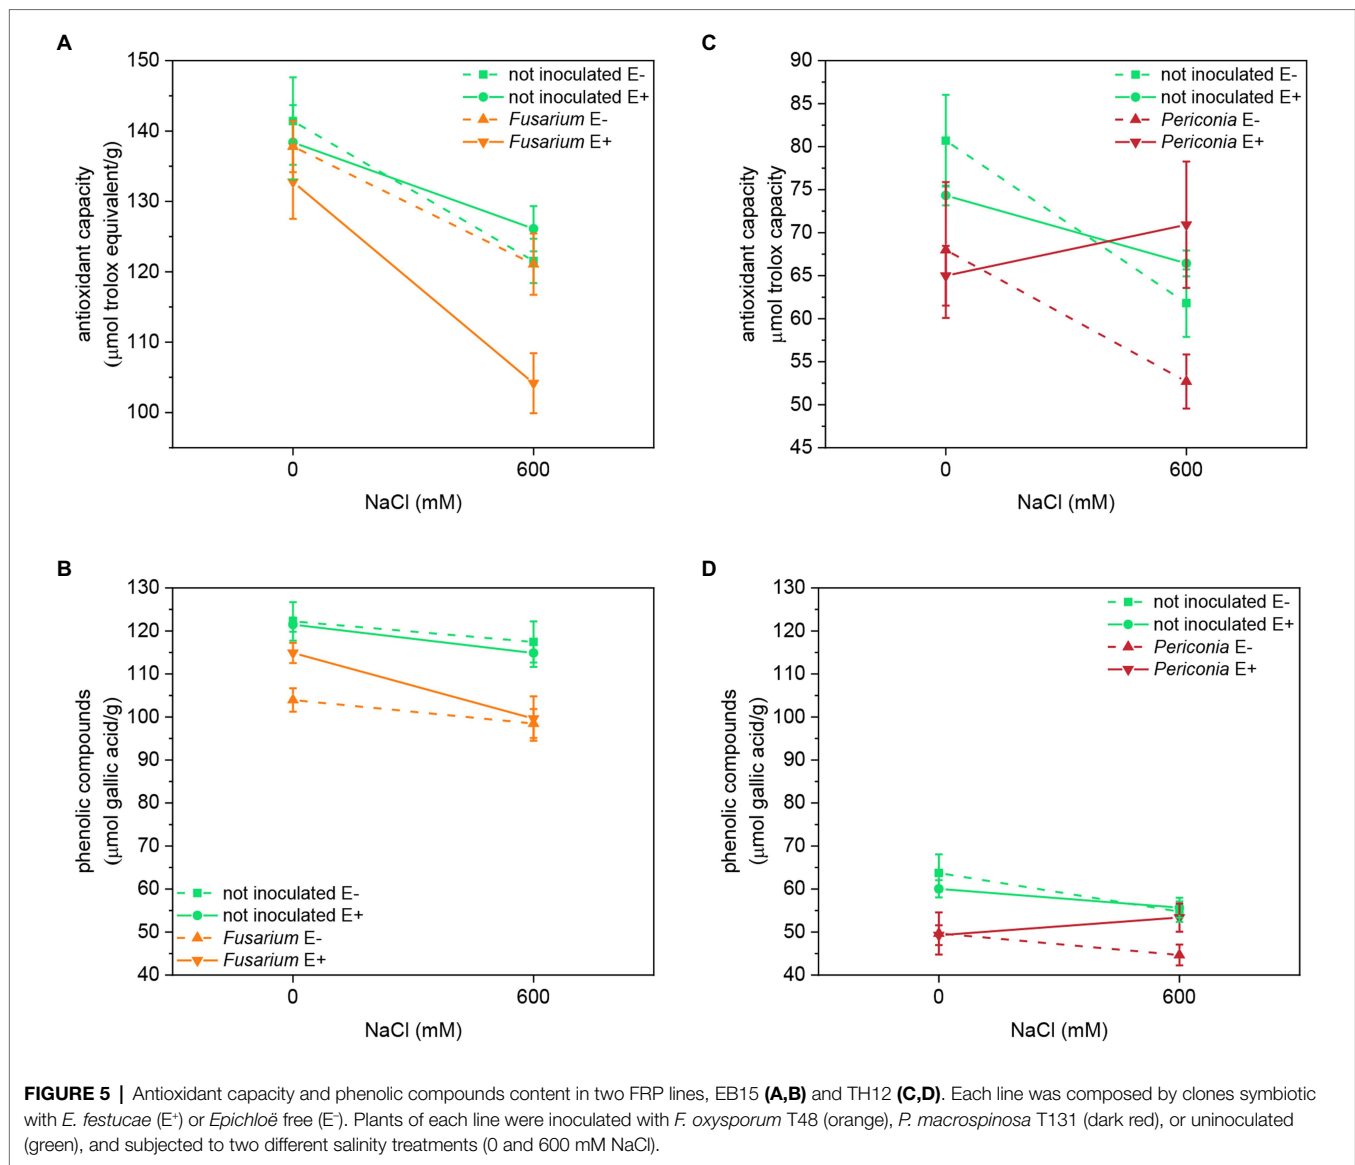 A
150
140
130
120
110
100
antioxidant capacity
(μmol trolox equivalent/g)
not inoculated E-
not inoculated E+
Fusarium E-
Fusarium E+
0
600
NaCl (mM)
C
90
85
80
75
70
65
60
55
50
45
antioxidant capacity
μmol trolox capacity
not inoculated E-
not inoculated E+
Periconia E-
Periconia E+
0
600
NaCl (mM)
B
130
120
110
100
90
80
70
60
50
40
phenolic compounds
(μmol gallic acid/g)
not inoculated E-
not inoculated E+
Fusarium E-
Fusarium E+
0
600
NaCl (mM)
D
130
120
110
100
90
80
70
60
50
40
phenolic compounds
(μmol gallic acid/g)
not inoculated E-
not inoculated E+
Periconia E-
Periconia E+
0
600
NaCl (mM)
FIGURE 5 | Antioxidant capacity and phenolic compounds content in two FRP lines, EB15 (A,B) and TH12 (C,D). Each line was composed by clones symbiotic
with E. festucae (E⁺) or Epichloë free (E⁻). Plants of each line were inoculated with F. oxysporum T48 (orange), P. macrospinosa T131 (dark red), or uninoculated
(green), and subjected to two different salinity treatments (0 and 600 mM NaCl).